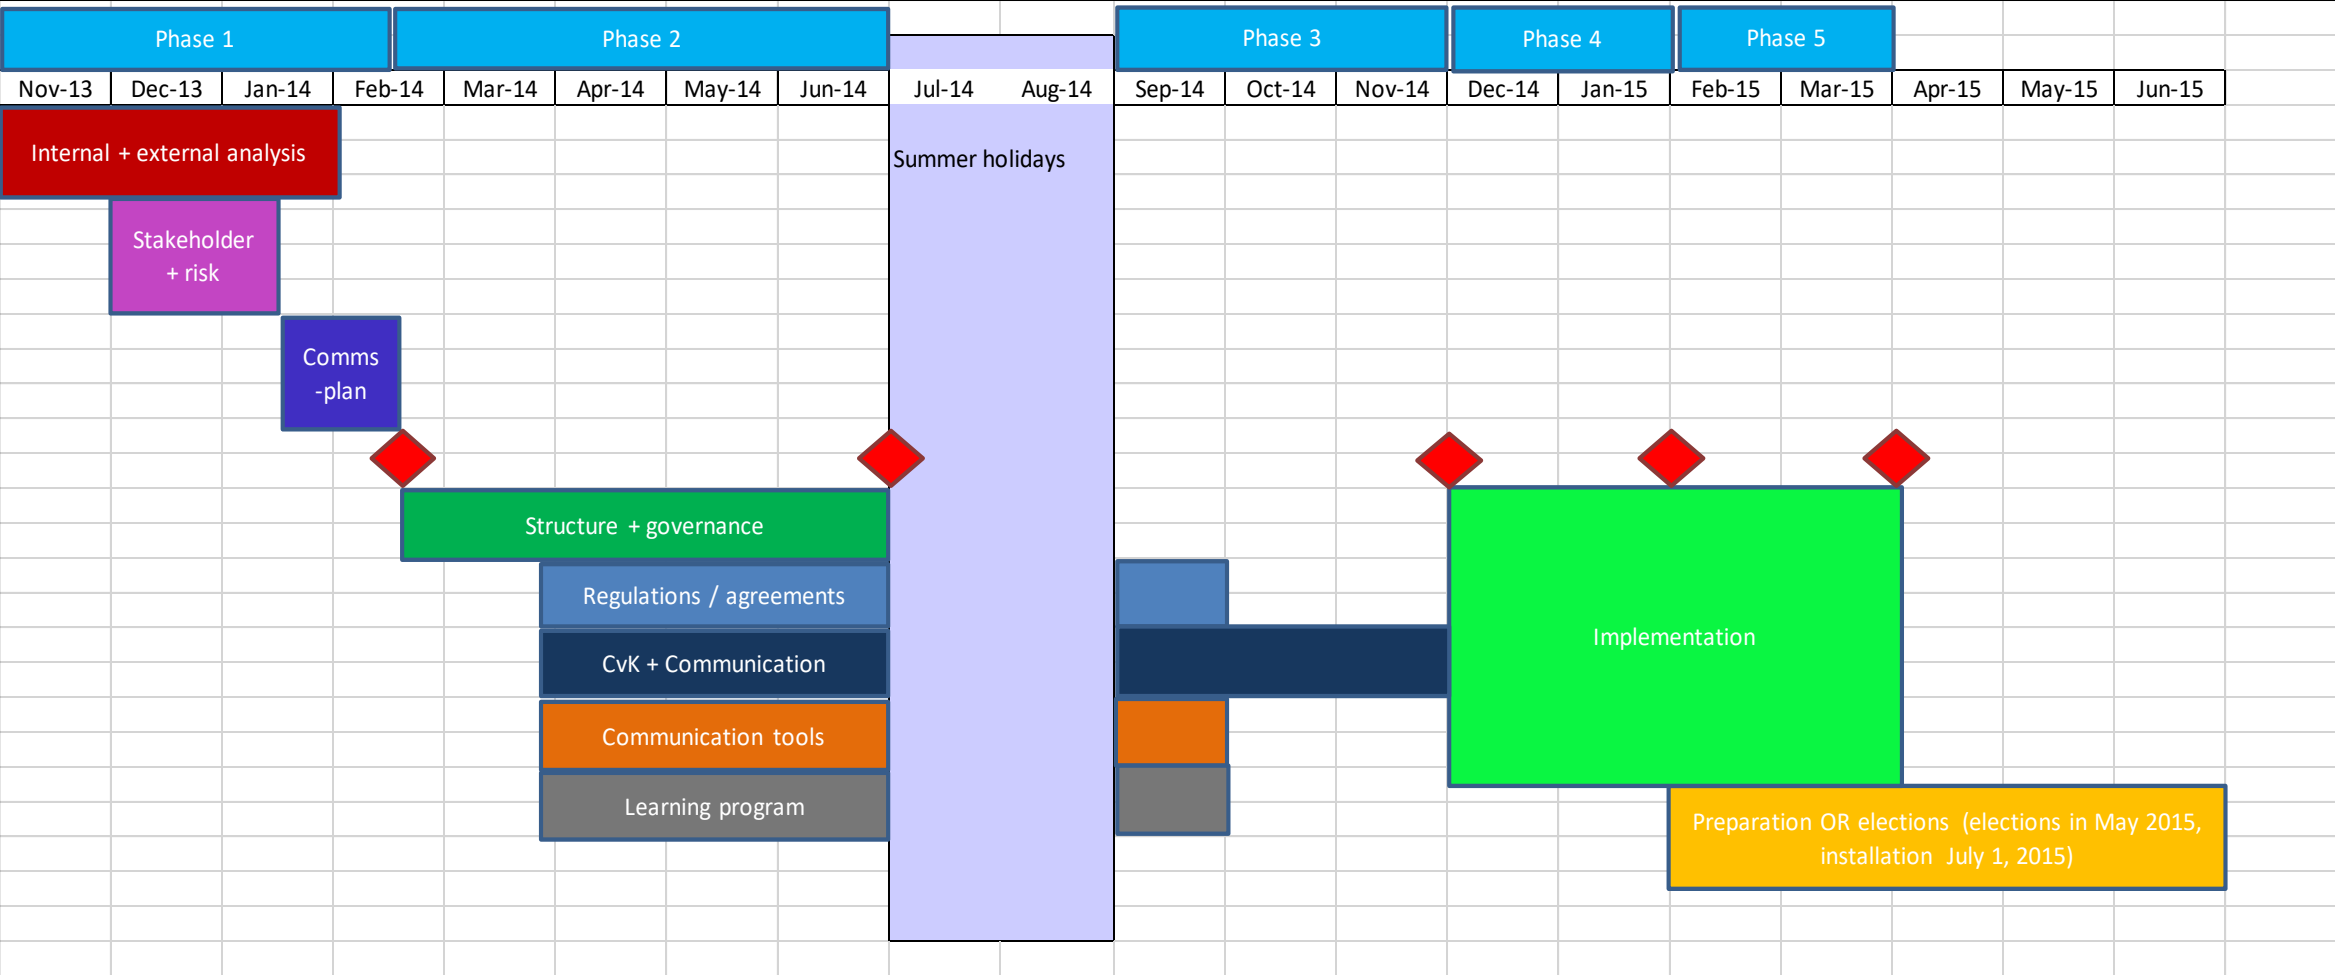 Phase 1
Phase 2
Phase 3
Phase 4
Phase 5
Nov-13 Dec-13 Jan-14 Feb-14 Mar-14 Apr-14 May-14 Jun-14 Jul-14 Aug-14 Sep-14 Oct-14 Nov-14 Dec-14 Jan-15 Feb-15 Mar-15 Apr-15 May-15 Jun-15
Internal + external analysis
Summer holidays
Stakeholder
+ risk
Comms
-plan
Structure + governance
Regulations / agreements
CvK + Communication
Implementation
Communication tools
Learning program
Preparation OR elections (elections in May 2015,
installation July 1, 2015)